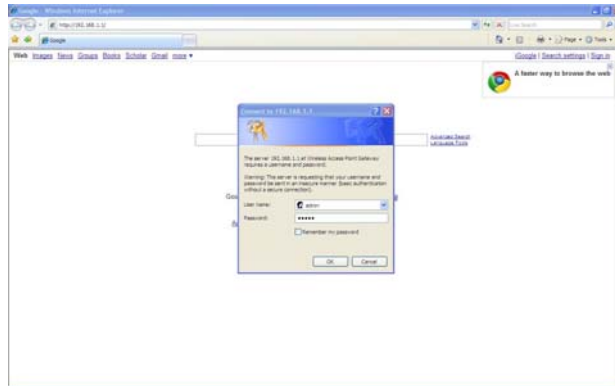 Google - Windows Internet Explorer
http://192.168.1.1/
Live Search
Google
Page
Tools
Web Images News Groups Books Scholar Gmail more ▼
iGoogle | Search settings | Sign in
A faster way to browse the web
Advanced Search
Language Tools
Connect to 192.168.1.1
The server 192.168.1.1 at Wireless Access Point Gateway
requires a username and password.
Warning: This server is requesting that your username and
password be sent in an insecure manner (basic authentication
without a secure connection).
User name:
admin
Password:
•••••
Remember my password
OK
Cancel